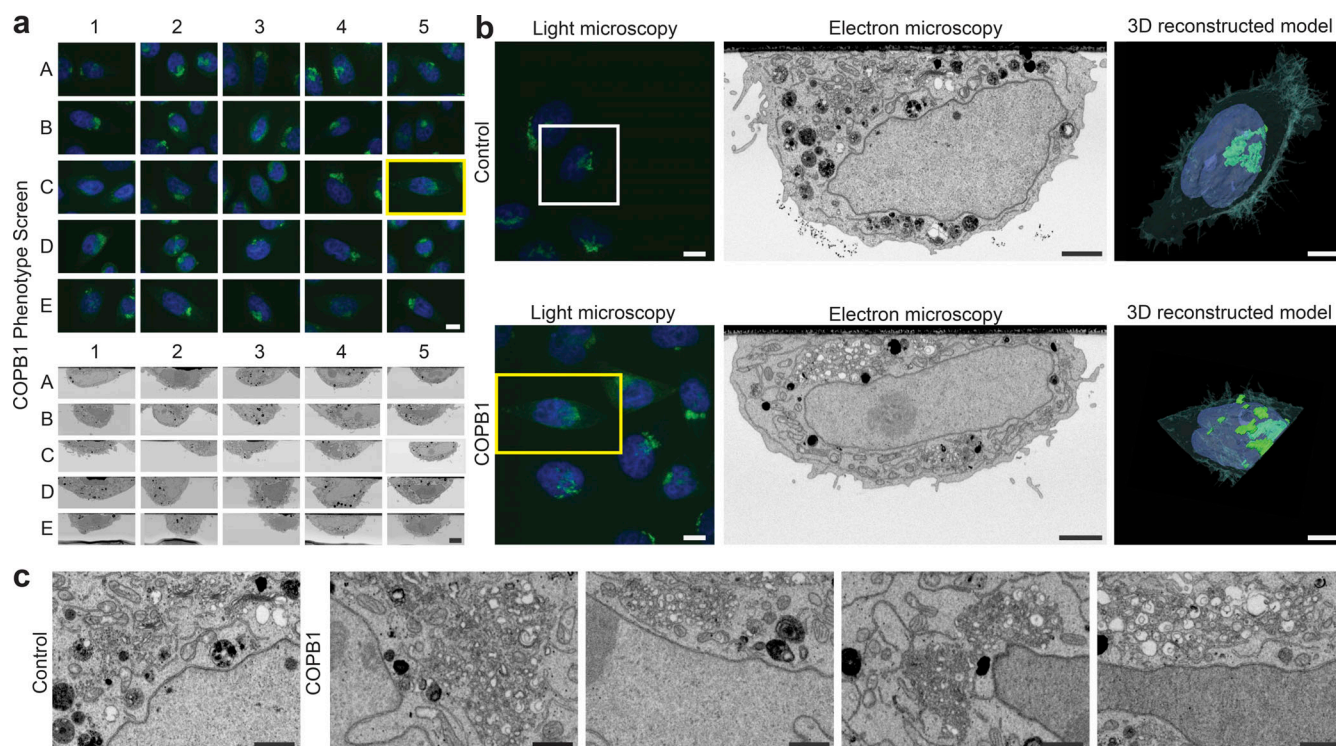 a
1 2 3 4 5
A
B
C
D
E
COPB1 Phenotype Screen
1 2 3 4 5
A
B
C
D
E
b
Light microscopy Electron microscopy 3D reconstructed model
Control
Light microscopy Electron microscopy 3D reconstructed model
COPB1
c
Control
COPB1